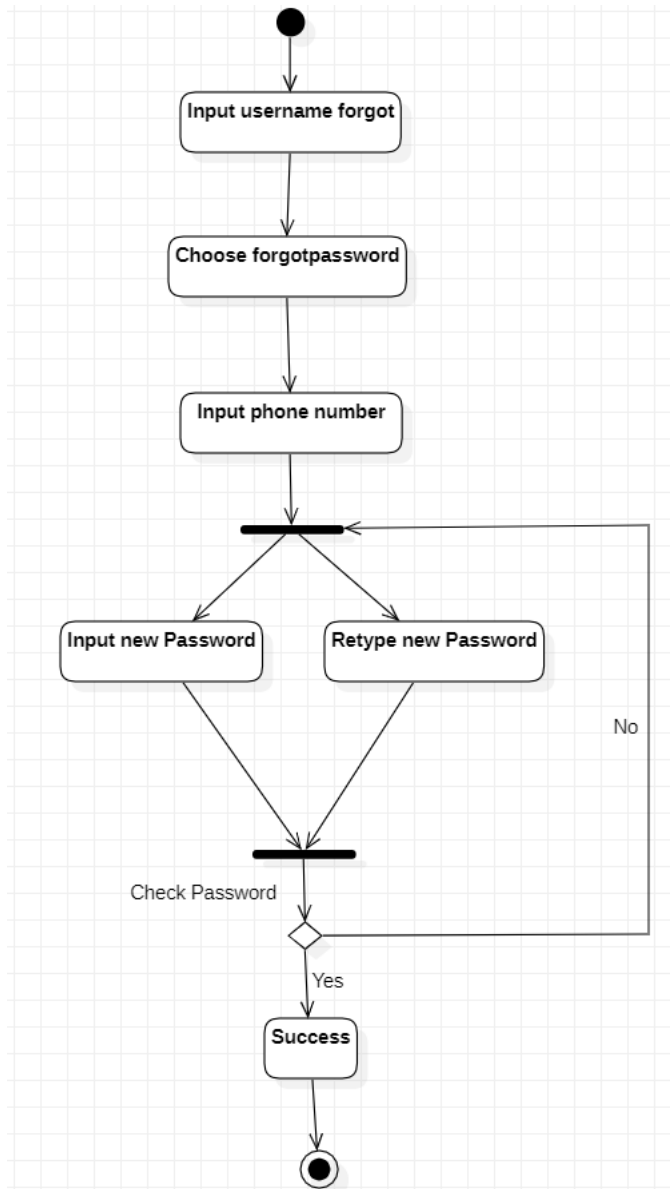 Input username forgot
Choose forgotpassword
Input phone number
Input new Password
Retype new Password
No
Check Password
Yes
Success